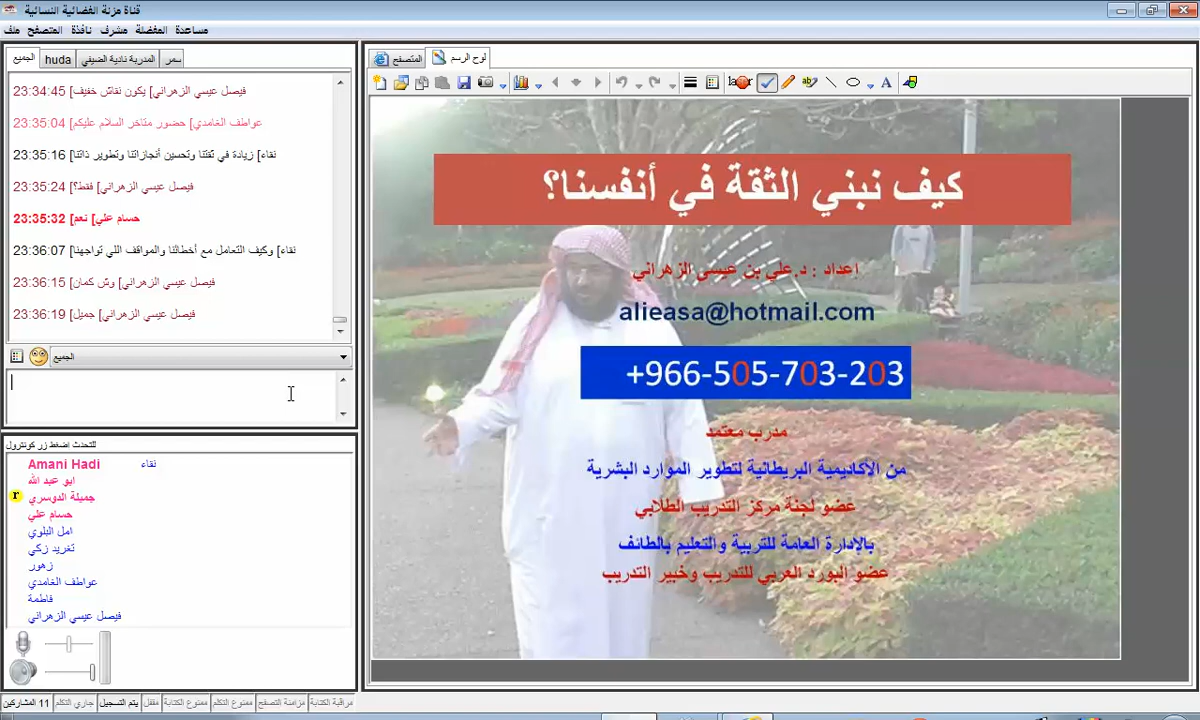 قناة مزنة الفضائية النسائية
ملف المتصفح نافذة مشرف المفضلة مساعدة
الجميع huda المدربة نادية الضيفي سمر
23:34:45 [فيصل عيسي الزهراني] يكون نقاش خفيف
23:35:04 [عواطف الغامدي] حضور متاخر السلام عليكم
23:35:16 [نقاء] زيادة في ثقتنا وتحسين أنجازاتنا وتطوير ذاتنا
23:35:24 [فيصل عيسي الزهراني] فقط؟
23:35:32 [حسام علي] نعم
23:36:07 [نقاء] وكيف التعامل مع أخطائنا والمواقف اللي تواجهنا
23:36:15 [فيصل عيسي الزهراني] وش كمان
23:36:19 [فيصل عيسي الزهراني] جميل
الجميع
للتحدث اضغط زر كونترول
Amani Hadi نقاء
ابو عبد الله
r جميلة الدوسري
حسام علي
امل البلوي
تغريد زكي
زهور
عواطف الغامدي
فاطمة
فيصل عيسي الزهراني
11 المشاركين جاري التكلم يتم التسجيل مقفل ممنوع الكتابة ممنوع التكلم مزامنة التصفح مراقبة الكتابة
المتصفح لوح الرسم
كيف نبني الثقة في أنفسنا؟
إعداد : د.علي بن عيسى الزهراني
alieasa@hotmail.com
+966-505-703-203
مدرب معتمد
من الأكاديمية البريطانية لتطوير الموارد البشرية
عضو لجنة مركز التدريب الطلابي
بالإدارة العامة للتربية والتعليم بالطائف
عضو البورد العربي للتدريب وخبير التدريب